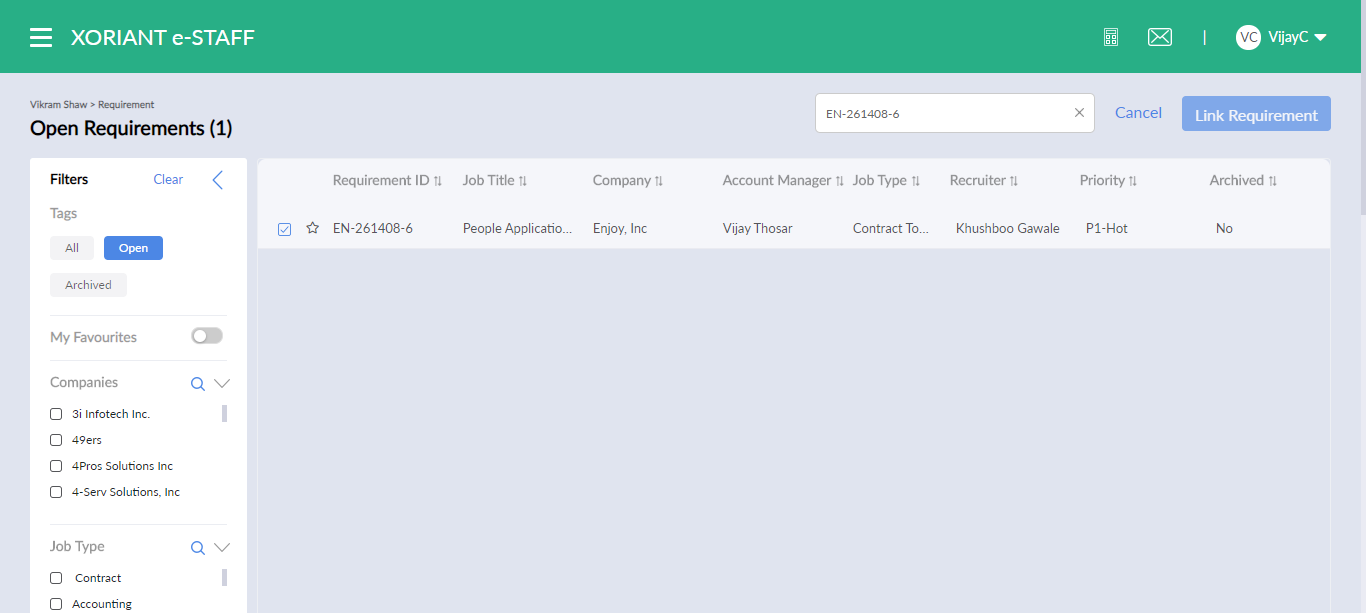 XORIANT e-STAFF
| VC VijayC
Vikram Shaw > Requirement
Open Requirements (1)
EN-261408-6 Cancel Link Requirement
Filters Clear
Tags
All Open
Archived
My Favourites
Companies
3i Infotech Inc.
49ers
4Pros Solutions Inc
4-Serv Solutions, Inc
Job Type
Contract
Accounting
Requirement ID Job Title Company Account Manager Job Type Recruiter Priority Archived
EN-261408-6 People Applicatio... Enjoy, Inc Vijay Thosar Contract To... Khushboo Gawale P1-Hot No